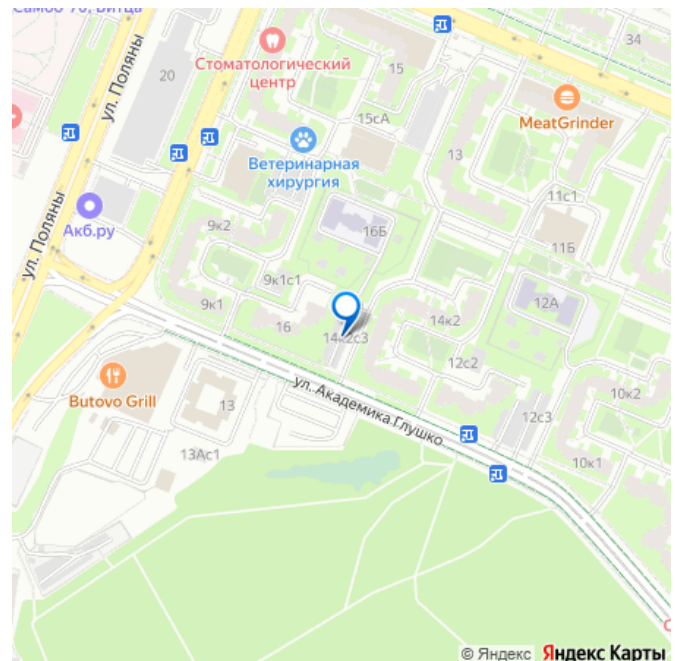 Самбо-70, Битца
34
Стоматологический
центр
15
20
ул. Поляны
MeatGrinder
15сА
13
Ветеринарная
хирургия
11с1
Акб.ру
9к2
16Б
11Б
ул. Поляны
9к1с1
12А
9к1
16
14к2
14к2с3
12с2
Butovo Grill
13
ул. Академика Глушко
10к2
12с3
13Ас1
10к1
© Яндекс Яндекс Карты